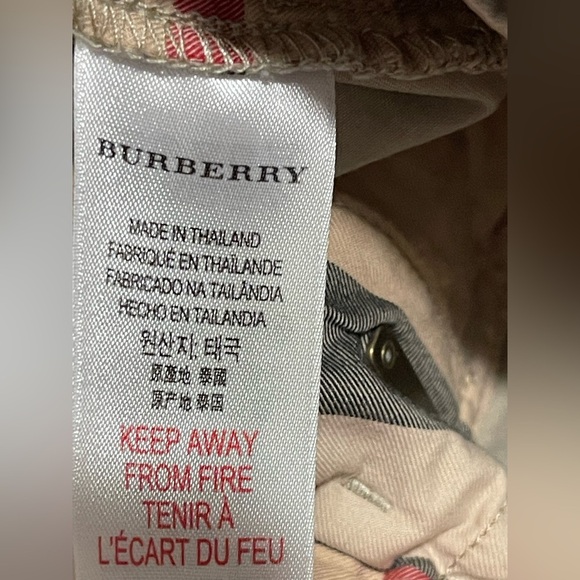 BURBERRY
MADE IN THAILAND
FABRIQUÉ EN THAÏLANDE
FABRICADO NA TAILÂNDIA
HECHO EN TAILANDIA
원산지: 태국
原產地 泰國
原产地 泰国
KEEP AWAY
FROM FIRE
TENIR À
L'ÉCART DU FEU